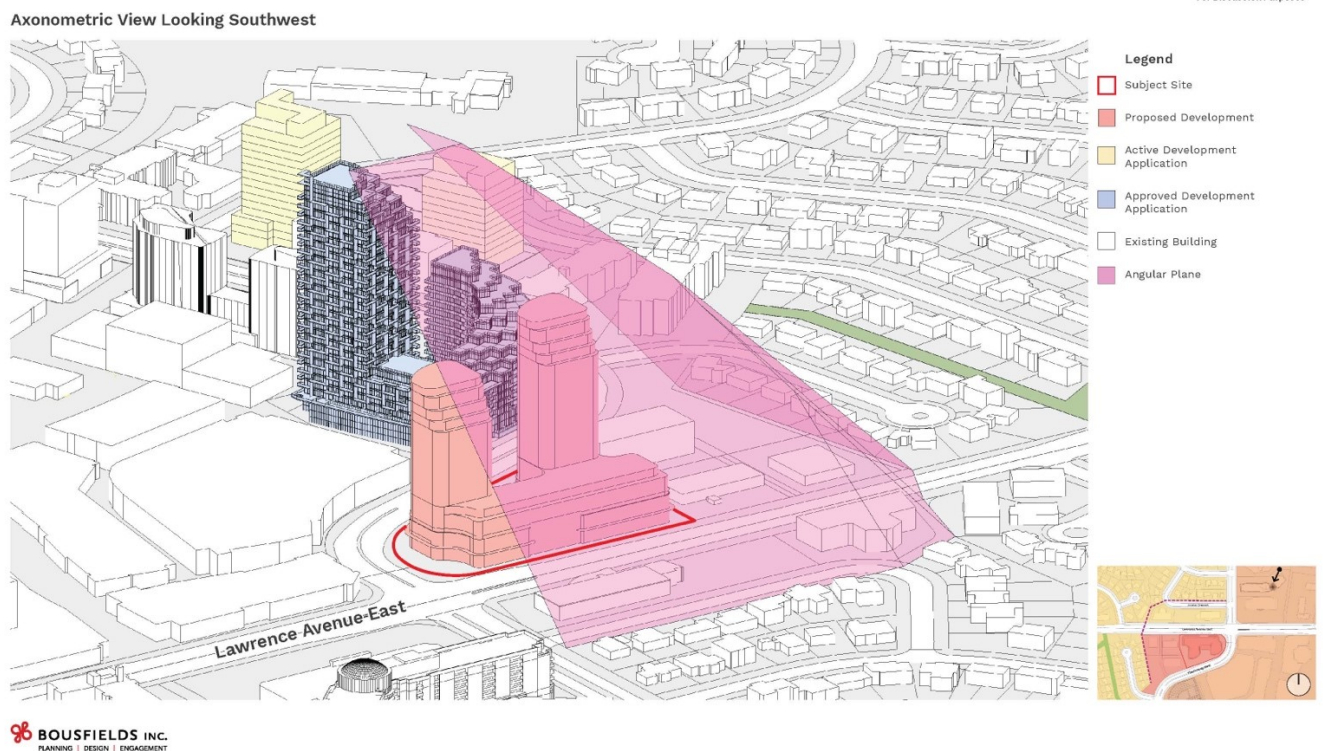 Axonometric View Looking Southwest
Legend
Subject Site
Proposed Development
Active Development
Application
Approved Development
Application
Existing Building
Angular Plane
Lawrence Avenue East
BOUSFIELDS INC.
PLANNING | DESIGN | ENGAGEMENT